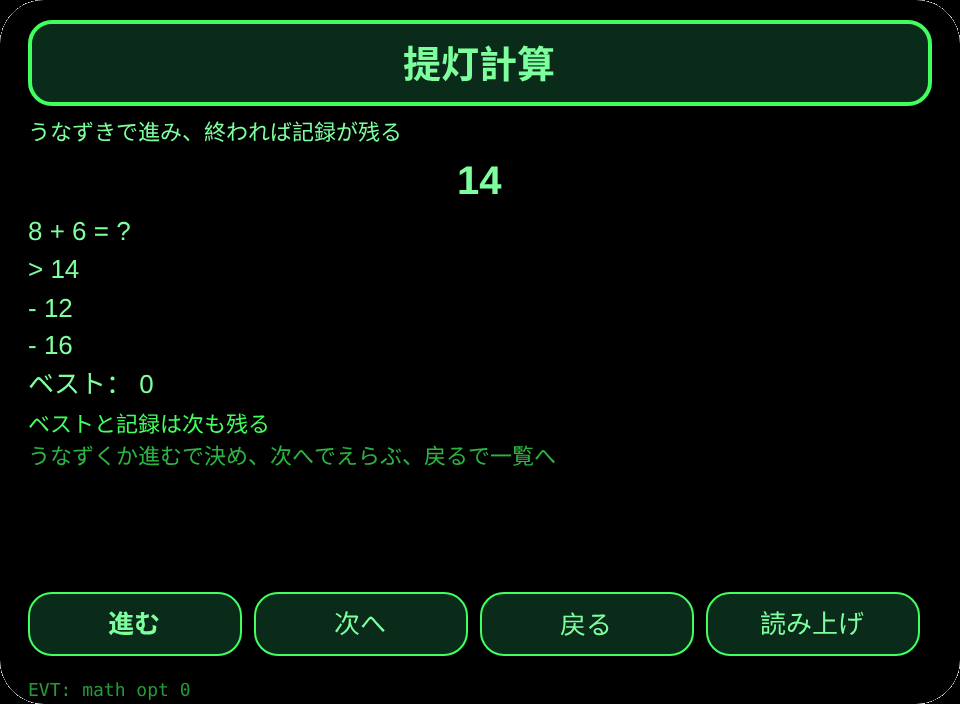 提灯計算
うなずきで進み、終われば記録が残る
14
8 + 6 = ?
> 14
- 12
- 16
ベスト： 0
ベストと記録は次も残る
うなずくか進むで決め、次へでえらぶ、戻るで一覧へ
進む 次へ 戻る 読み上げ
EVT: math opt 0